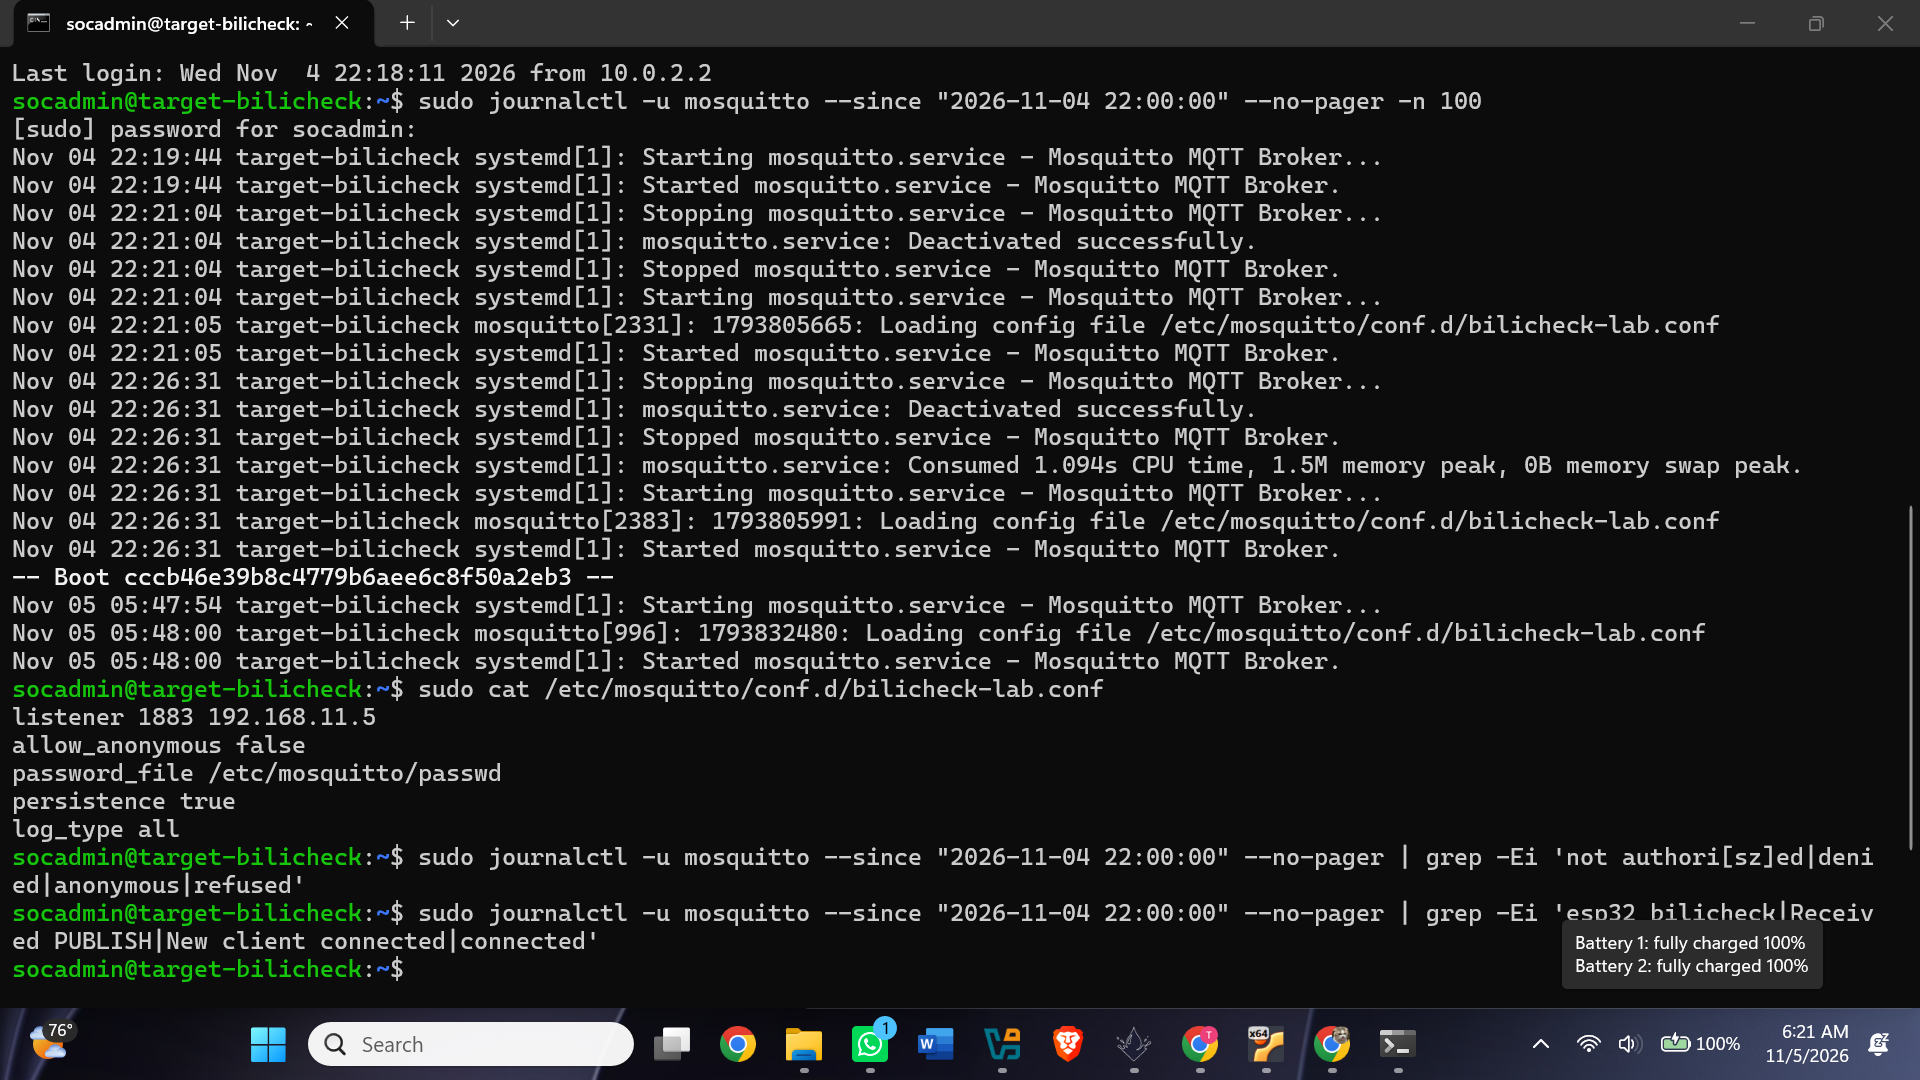 socadmin@target-bilicheck: ~
Last login: Wed Nov  4 22:18:11 2026 from 10.0.2.2
socadmin@target-bilicheck:~$ sudo journalctl -u mosquitto --since "2026-11-04 22:00:00" --no-pager -n 100
[sudo] password for socadmin:
Nov 04 22:19:44 target-bilicheck systemd[1]: Starting mosquitto.service - Mosquitto MQTT Broker...
Nov 04 22:19:44 target-bilicheck systemd[1]: Started mosquitto.service - Mosquitto MQTT Broker.
Nov 04 22:21:04 target-bilicheck systemd[1]: Stopping mosquitto.service - Mosquitto MQTT Broker...
Nov 04 22:21:04 target-bilicheck systemd[1]: mosquitto.service: Deactivated successfully.
Nov 04 22:21:04 target-bilicheck systemd[1]: Stopped mosquitto.service - Mosquitto MQTT Broker.
Nov 04 22:21:04 target-bilicheck systemd[1]: Starting mosquitto.service - Mosquitto MQTT Broker...
Nov 04 22:21:05 target-bilicheck mosquitto[2331]: 1793805665: Loading config file /etc/mosquitto/conf.d/bilicheck-lab.conf
Nov 04 22:21:05 target-bilicheck systemd[1]: Started mosquitto.service - Mosquitto MQTT Broker.
Nov 04 22:26:31 target-bilicheck systemd[1]: Stopping mosquitto.service - Mosquitto MQTT Broker...
Nov 04 22:26:31 target-bilicheck systemd[1]: mosquitto.service: Deactivated successfully.
Nov 04 22:26:31 target-bilicheck systemd[1]: Stopped mosquitto.service - Mosquitto MQTT Broker.
Nov 04 22:26:31 target-bilicheck systemd[1]: mosquitto.service: Consumed 1.094s CPU time, 1.5M memory peak, 0B memory swap peak.
Nov 04 22:26:31 target-bilicheck systemd[1]: Starting mosquitto.service - Mosquitto MQTT Broker...
Nov 04 22:26:31 target-bilicheck mosquitto[2383]: 1793805991: Loading config file /etc/mosquitto/conf.d/bilicheck-lab.conf
Nov 04 22:26:31 target-bilicheck systemd[1]: Started mosquitto.service - Mosquitto MQTT Broker.
-- Boot cccb46e39b8c4779b6aee6c8f50a2eb3 --
Nov 05 05:47:54 target-bilicheck systemd[1]: Starting mosquitto.service - Mosquitto MQTT Broker...
Nov 05 05:48:00 target-bilicheck mosquitto[996]: 1793832480: Loading config file /etc/mosquitto/conf.d/bilicheck-lab.conf
Nov 05 05:48:00 target-bilicheck systemd[1]: Started mosquitto.service - Mosquitto MQTT Broker.
socadmin@target-bilicheck:~$ sudo cat /etc/mosquitto/conf.d/bilicheck-lab.conf
listener 1883 192.168.11.5
allow_anonymous false
password_file /etc/mosquitto/passwd
persistence true
log_type all
socadmin@target-bilicheck:~$ sudo journalctl -u mosquitto --since "2026-11-04 22:00:00" --no-pager | grep -Ei 'not authori[sz]ed|deni
ed|anonymous|refused'
socadmin@target-bilicheck:~$ sudo journalctl -u mosquitto --since "2026-11-04 22:00:00" --no-pager | grep -Ei 'esp32_bilicheck|Receiv
ed PUBLISH|New client connected|connected'
socadmin@target-bilicheck:~$
Battery 1: fully charged 100%
Battery 2: fully charged 100%
76°
Search
1
W
T
x64
100%
6:21 AM
11/5/2026